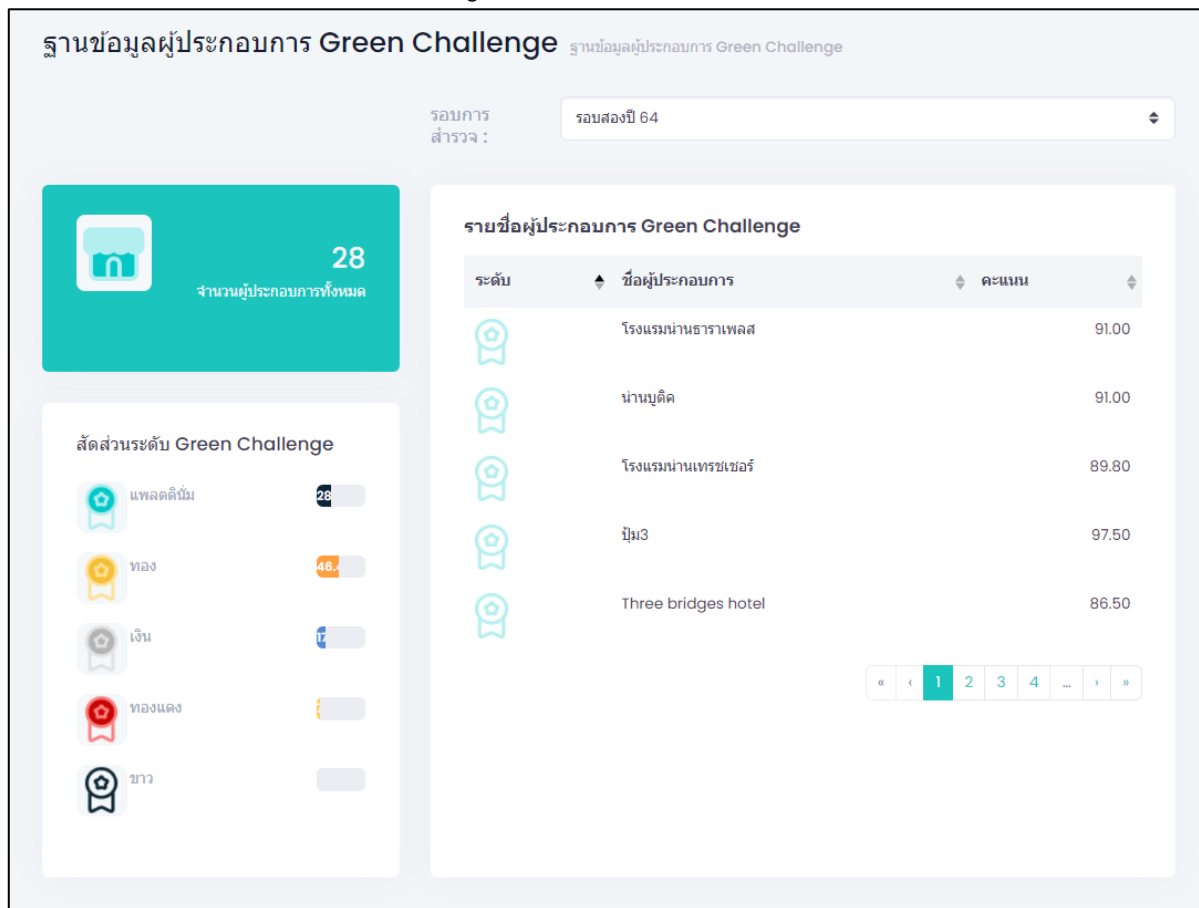 ฐานข้อมูลผู้ประกอบการ Green Challenge ฐานข้อมูลผู้ประกอบการ Green Challenge
รอบการ
สำรวจ :
รอบสองปี 64
28
จำนวนผู้ประกอบการทั้งหมด
สัดส่วนระดับ Green Challenge
แพลตตินั่ม 28
ทอง 46.
เงิน 17
ทองแดง
ขาว
รายชื่อผู้ประกอบการ Green Challenge
ระดับ ชื่อผู้ประกอบการ คะแนน
โรงแรมน่านธาราเพลส 91.00
น่านบูติค 91.00
โรงแรมน่านเทรชเชอร์ 89.80
ปั้ม3 97.50
Three bridges hotel 86.50
« ‹ 1 2 3 4 … › »